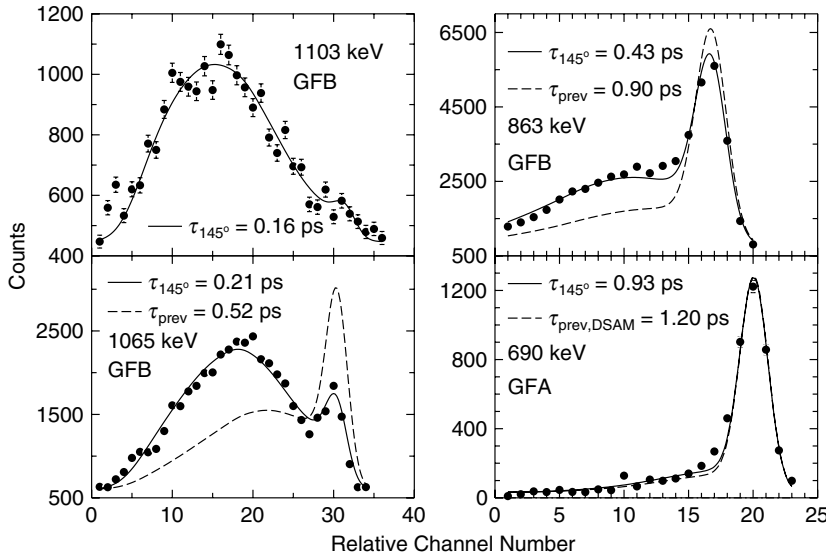 1200
1000
800
600
400
1103 keV
GFB
τ145° = 0.16 ps
6500
4500
2500
500
τ145° = 0.43 ps
τprev = 0.90 ps
863 keV
GFB
Counts
2500
1500
500
τ145° = 0.21 ps
τprev = 0.52 ps
1065 keV
GFB
0 10 20 30 40
1200
800
400
0
τ145° = 0.93 ps
τprev,DSAM = 1.20 ps
690 keV
GFA
0 5 10 15 20 25
Relative Channel Number